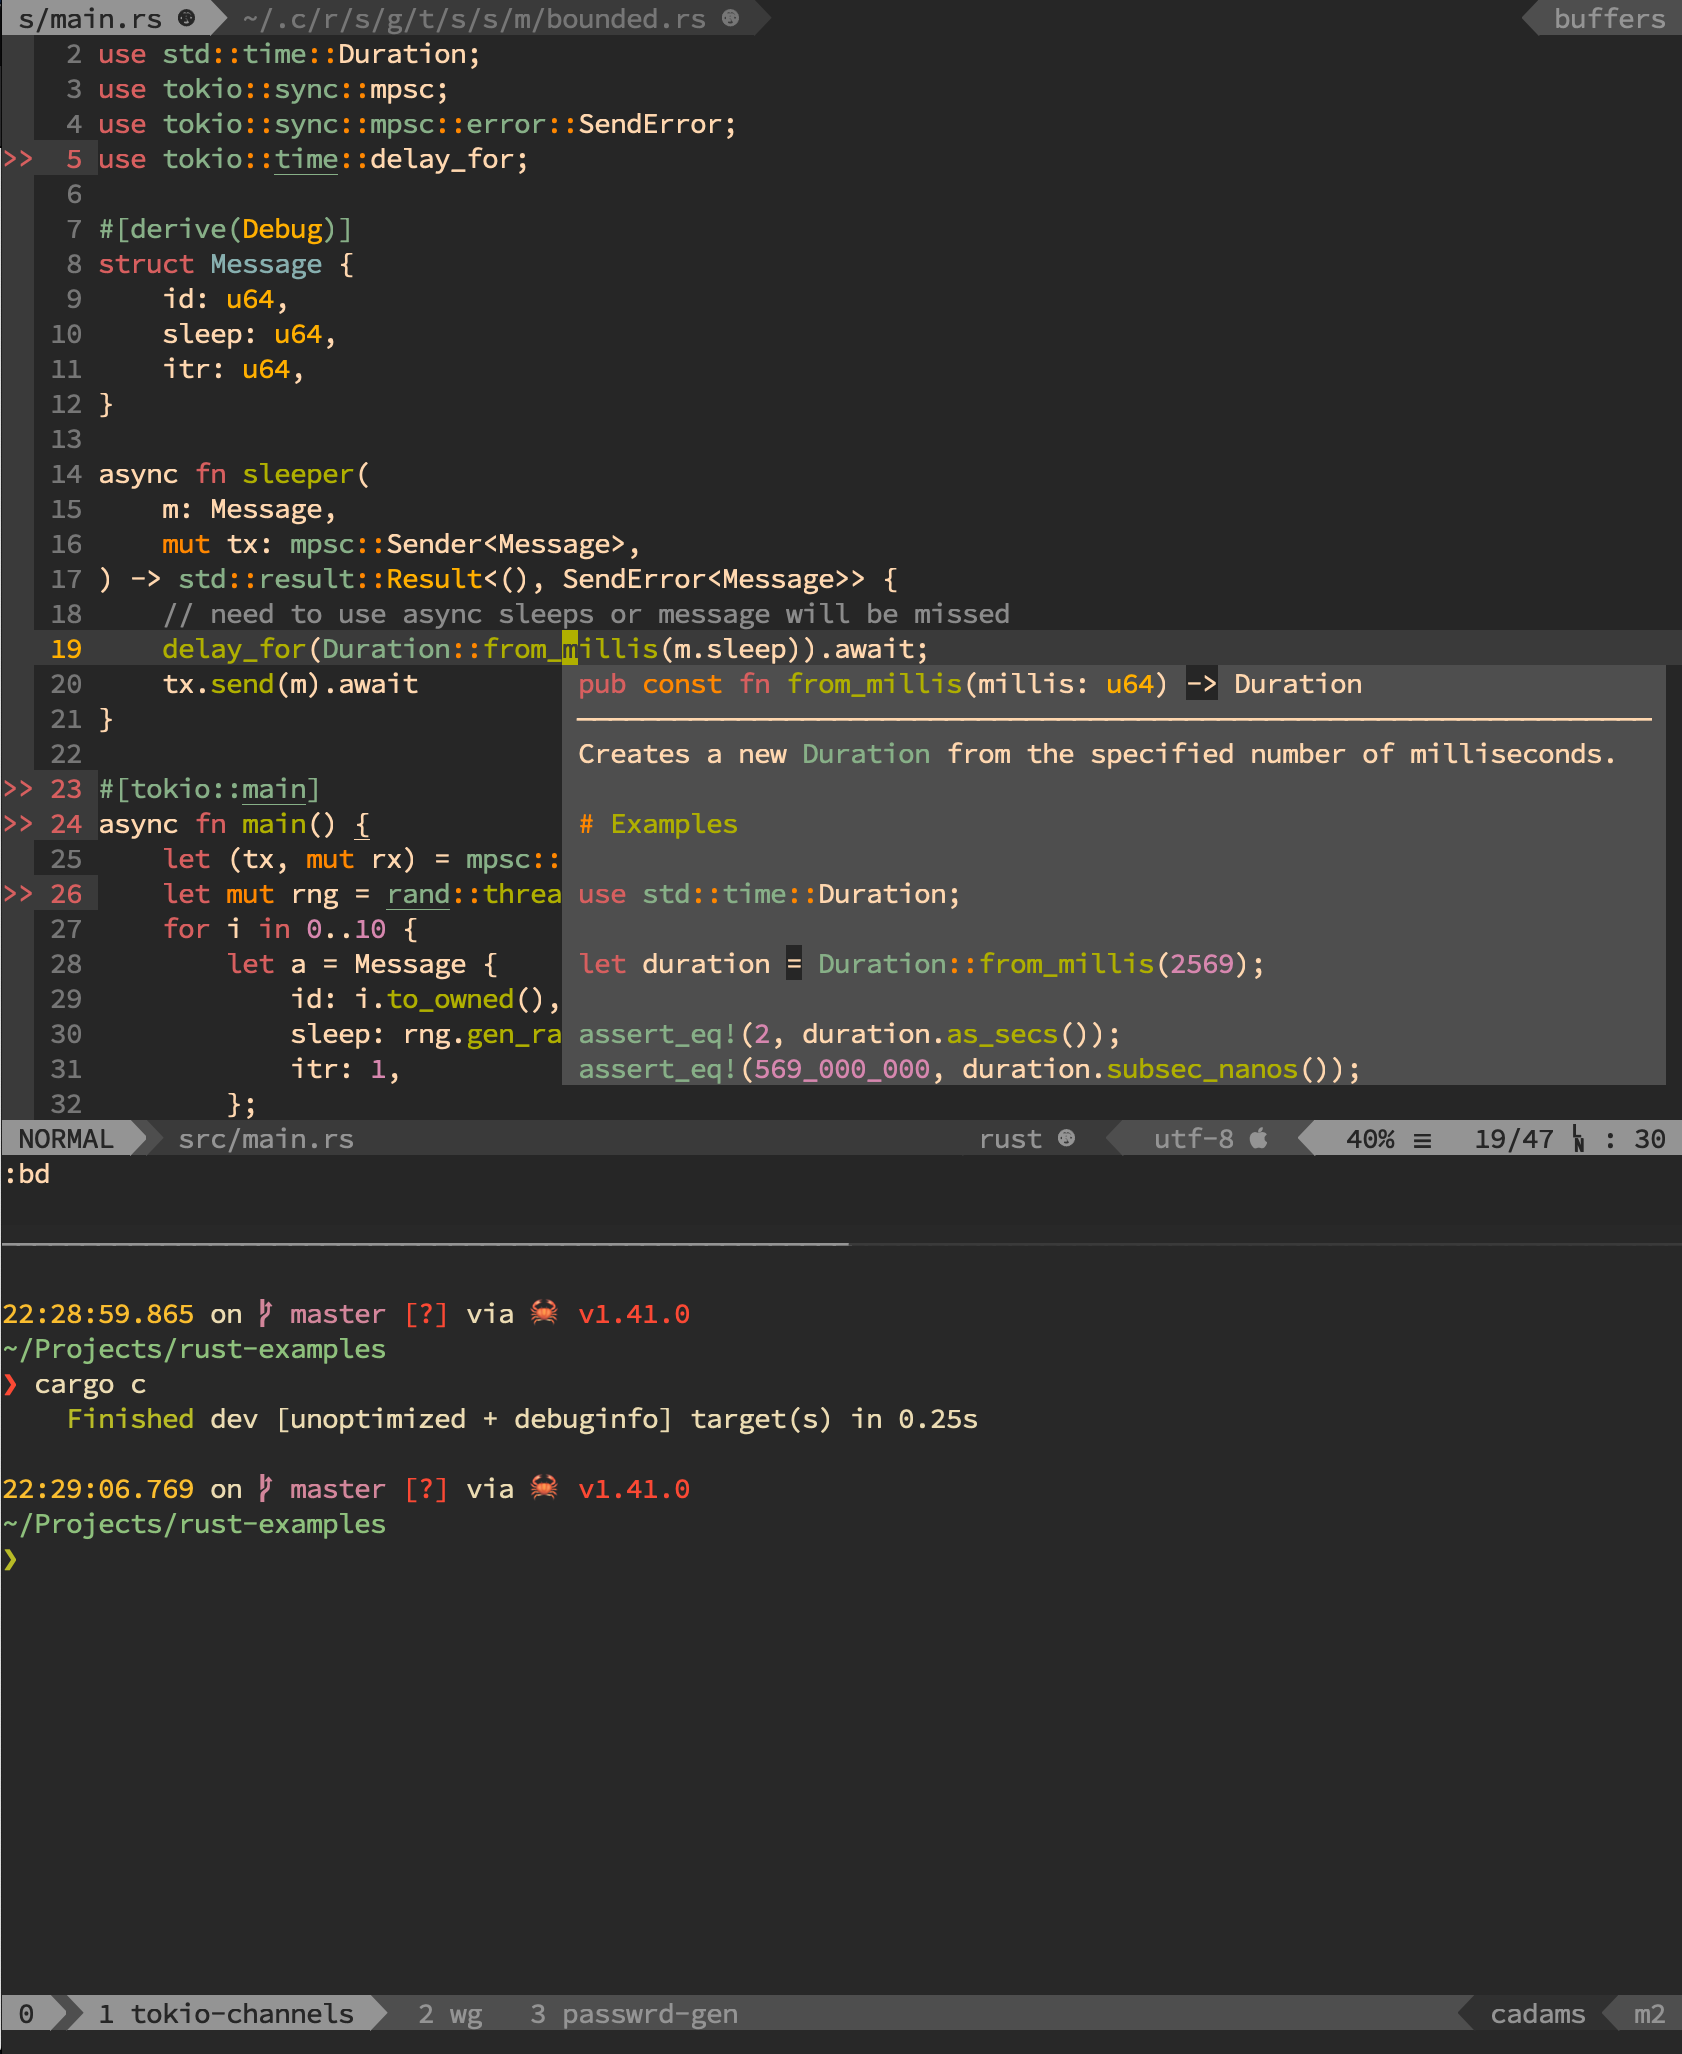 s/main.rs ~/.c/r/s/g/t/s/s/m/bounded.rs buffers
2 use std::time::Duration;
3 use tokio::sync::mpsc;
4 use tokio::sync::mpsc::error::SendError;
>> 5 use tokio::time::delay_for;
6
7 #[derive(Debug)]
8 struct Message {
9     id: u64,
10     sleep: u64,
11     itr: u64,
12 }
13
14 async fn sleeper(
15     m: Message,
16     mut tx: mpsc::Sender<Message>,
17 ) -> std::result::Result<(), SendError<Message>> {
18     // need to use async sleeps or message will be missed
19     delay_for(Duration::from_millis(m.sleep)).await;
20     tx.send(m).await
21 }
22
>> 23 #[tokio::main]
>> 24 async fn main() {
25     let (tx, mut rx) = mpsc::
>> 26     let mut rng = rand::threa
27     for i in 0..10 {
28         let a = Message {
29             id: i.to_owned(),
30             sleep: rng.gen_ra
31             itr: 1,
32         };
pub const fn from_millis(millis: u64) -> Duration
Creates a new Duration from the specified number of milliseconds.
# Examples
use std::time::Duration;
let duration = Duration::from_millis(2569);
assert_eq!(2, duration.as_secs());
assert_eq!(569_000_000, duration.subsec_nanos());
NORMAL src/main.rs rust utf-8 40% ≡ 19/47 LN : 30
:bd
22:28:59.865 on master [?] via 🦀 v1.41.0
~/Projects/rust-examples
❯ cargo c
    Finished dev [unoptimized + debuginfo] target(s) in 0.25s
22:29:06.769 on master [?] via 🦀 v1.41.0
~/Projects/rust-examples
❯
0 1 tokio-channels 2 wg 3 passwrd-gen cadams m2